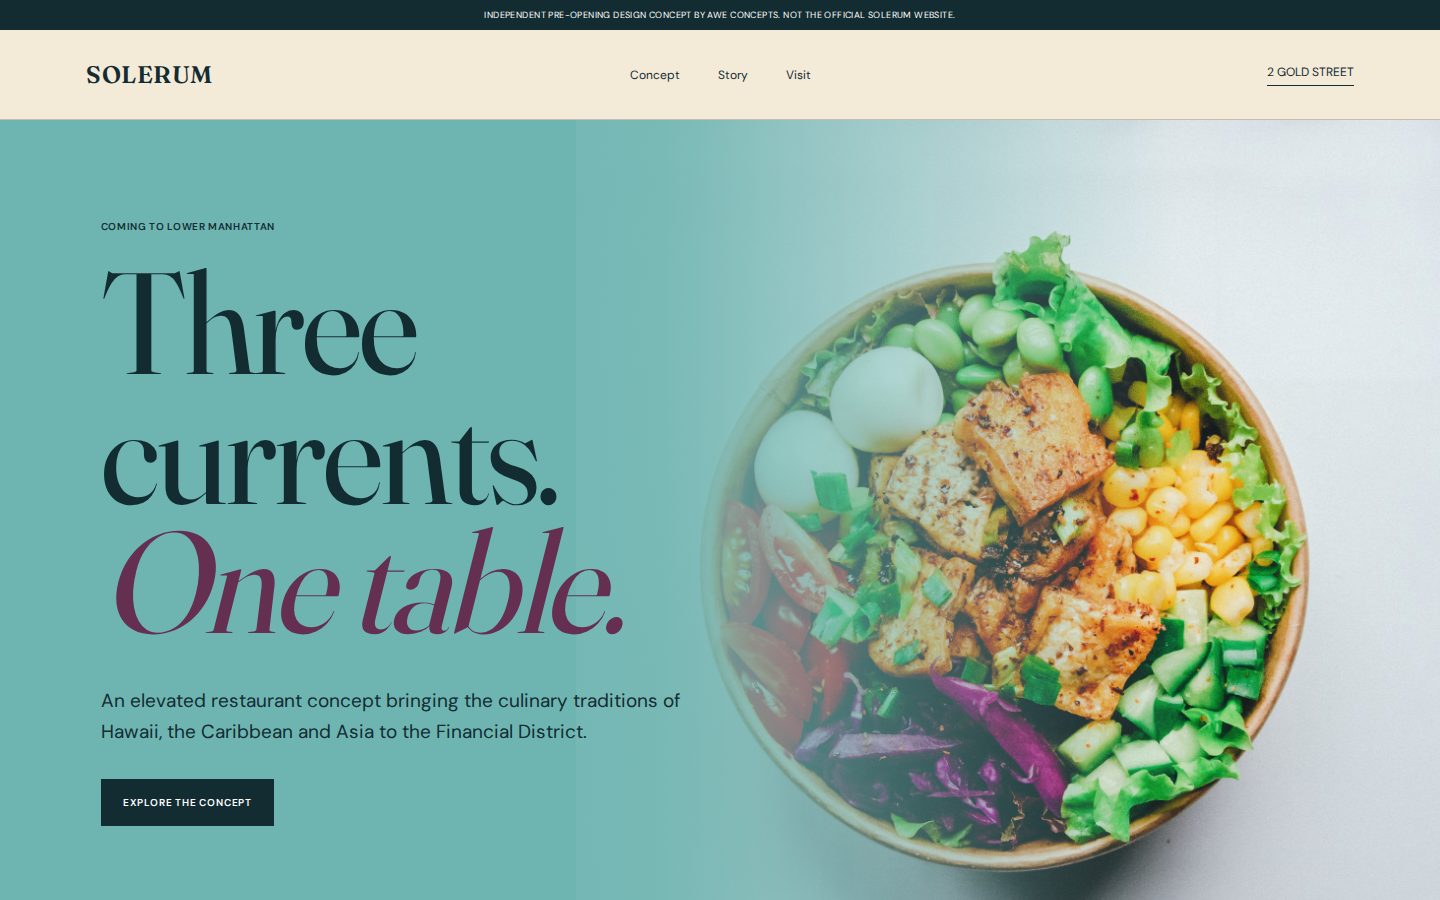 INDEPENDENT PRE-OPENING DESIGN CONCEPT BY AWE CONCEPTS. NOT THE OFFICIAL SOLERUM WEBSITE.
SOLERUM
Concept
Story
Visit
2 GOLD STREET
COMING TO LOWER MANHATTAN
Three
currents.
One table.
An elevated restaurant concept bringing the culinary traditions of
Hawaii, the Caribbean and Asia to the Financial District.
EXPLORE THE CONCEPT